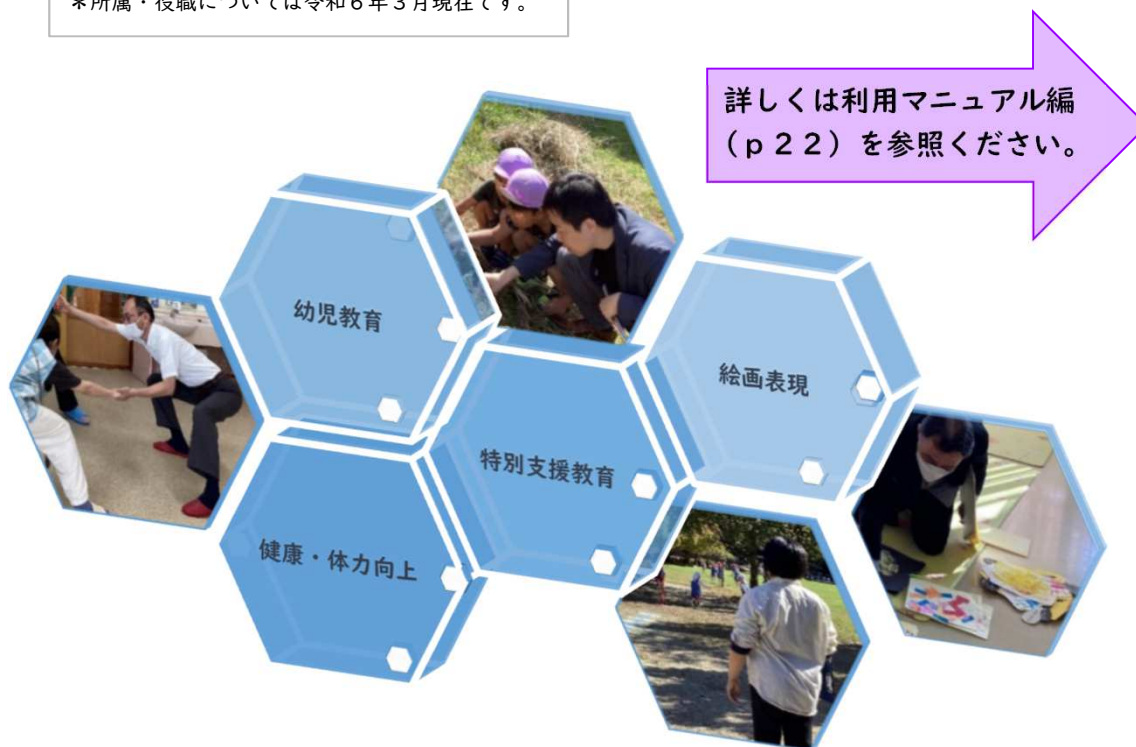 ＊所属・役職については令和６年３月現在です。
詳しくは利用マニュアル編
（ｐ２２）を参照ください。
幼児教育
絵画表現
特別支援教育
健康・体力向上